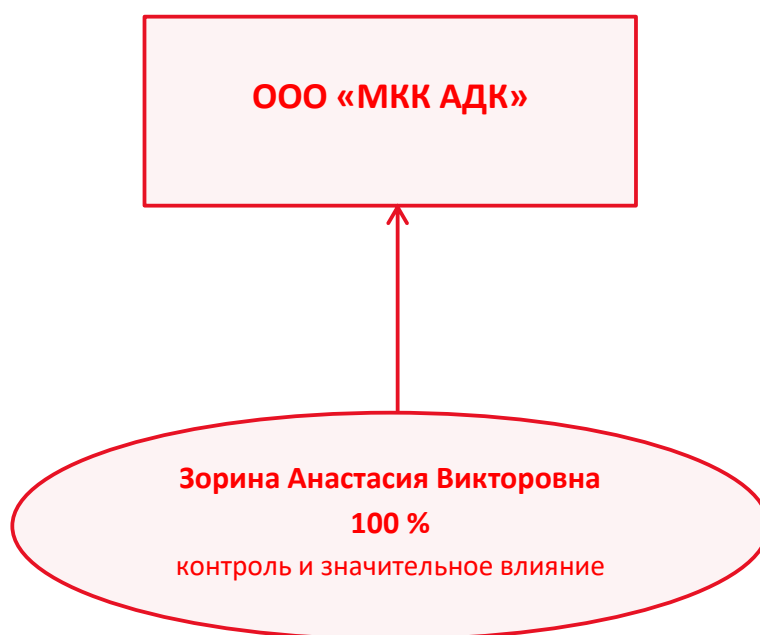 ООО «МКК АДК»
Зорина Анастасия Викторовна
100 %
контроль и значительное влияние